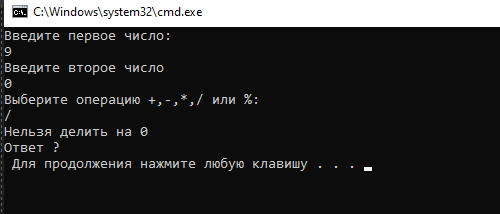 C:\Windows\system32\cmd.exe
Введите первое число:
9
Введите второе число
0
Выберите операцию +,-,*,/ или %:
/
Нельзя делить на 0
Ответ ?
Для продолжения нажмите любую клавишу . . .